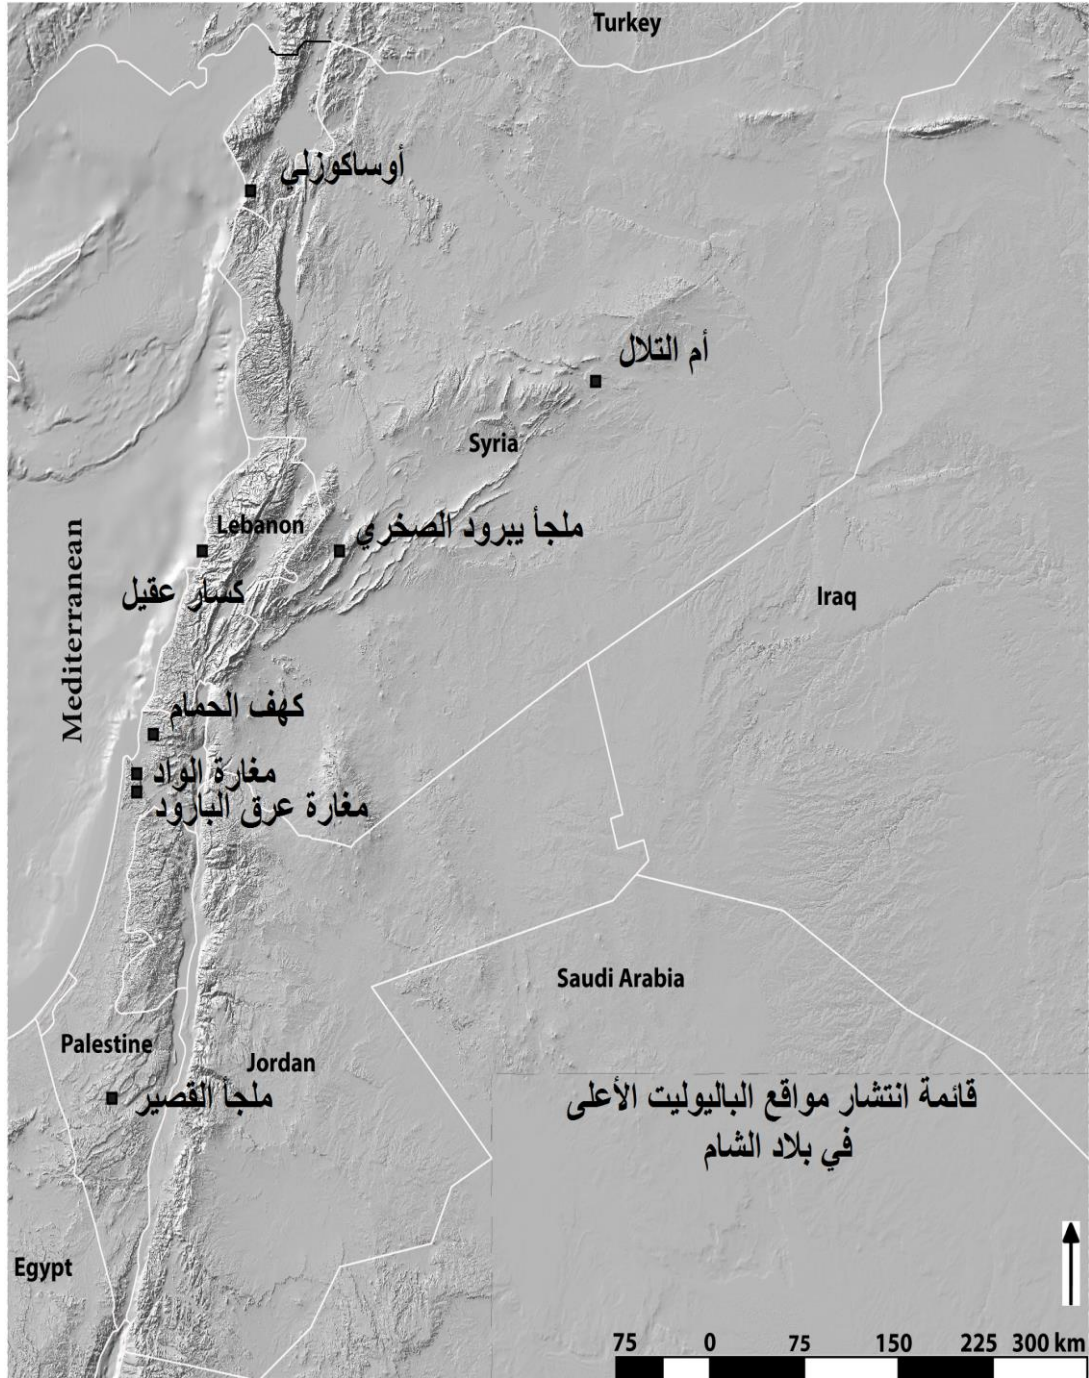 Turkey
أوساكوزلي
أم التلال
Syria
Lebanon
ملجأ يبرود الصخري
كسار عقيل
Iraq
Mediterranean
كهف الحمام
مغارة الواد
مغارة عرق البارود
Saudi Arabia
Palestine
Jordan
ملجأ القصير
قائمة انتشار مواقع الباليوليت الأعلى
في بلاد الشام
Egypt
75 0 75 150 225 300 km